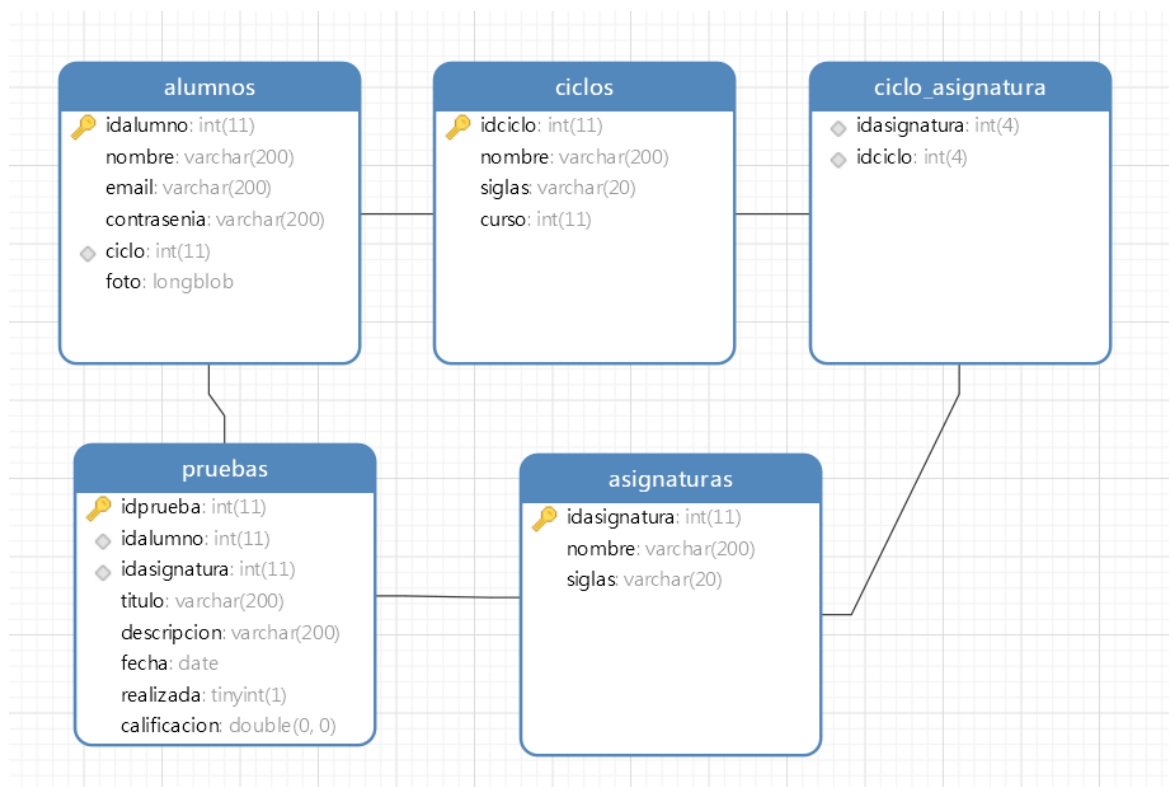 alumnos
idalumno: int(11)
nombre: varchar(200)
email: varchar(200)
contrasenia: varchar(200)
ciclo: int(11)
foto: longblob
ciclos
idciclo: int(11)
nombre: varchar(200)
siglas: varchar(20)
curso: int(11)
ciclo_asignatura
idasignatura: int(4)
idciclo: int(4)
pruebas
idprueba: int(11)
idalumno: int(11)
idasignatura: int(11)
titulo: varchar(200)
descripcion: varchar(200)
fecha: date
realizada: tinyint(1)
calificacion: double(0, 0)
asignaturas
idasignatura: int(11)
nombre: varchar(200)
siglas: varchar(20)